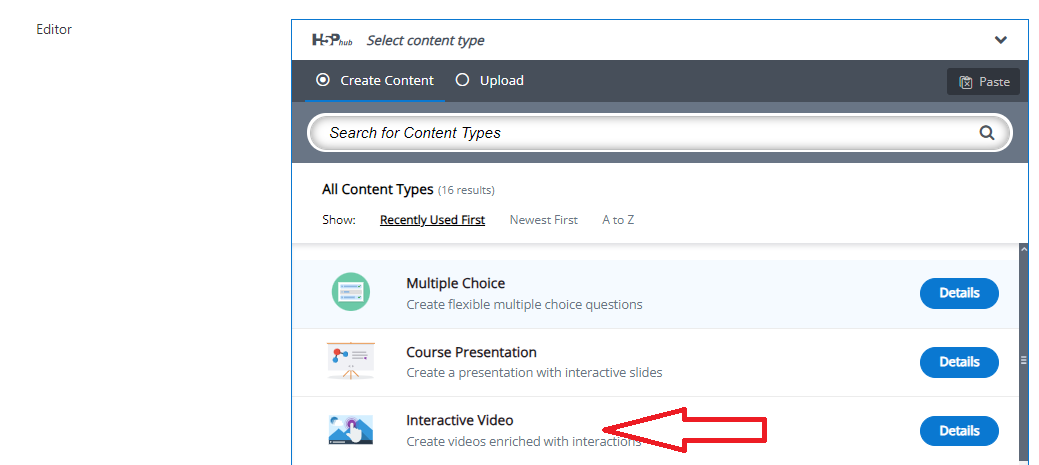 Editor
H5Phub Select content type
Create Content Upload Paste
Search for Content Types
All Content Types (16 results)
Show: Recently Used First Newest First A to Z
Multiple Choice
Create flexible multiple choice questions
Details
Course Presentation
Create a presentation with interactive slides
Details
Interactive Video
Create videos enriched with interactions
Details